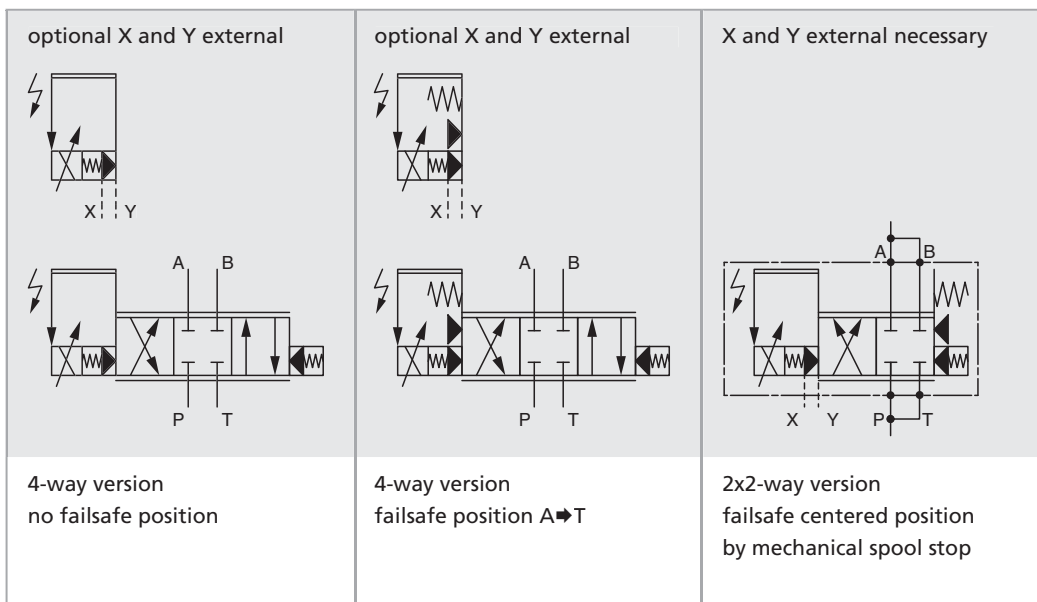 optional X and Y external
X Y
A B
P T
4-way version
no failsafe position
optional X and Y external
X Y
A B
P T
4-way version
failsafe position A➡T
X and Y external necessary
A B
X Y P T
2x2-way version
failsafe centered position
by mechanical spool stop